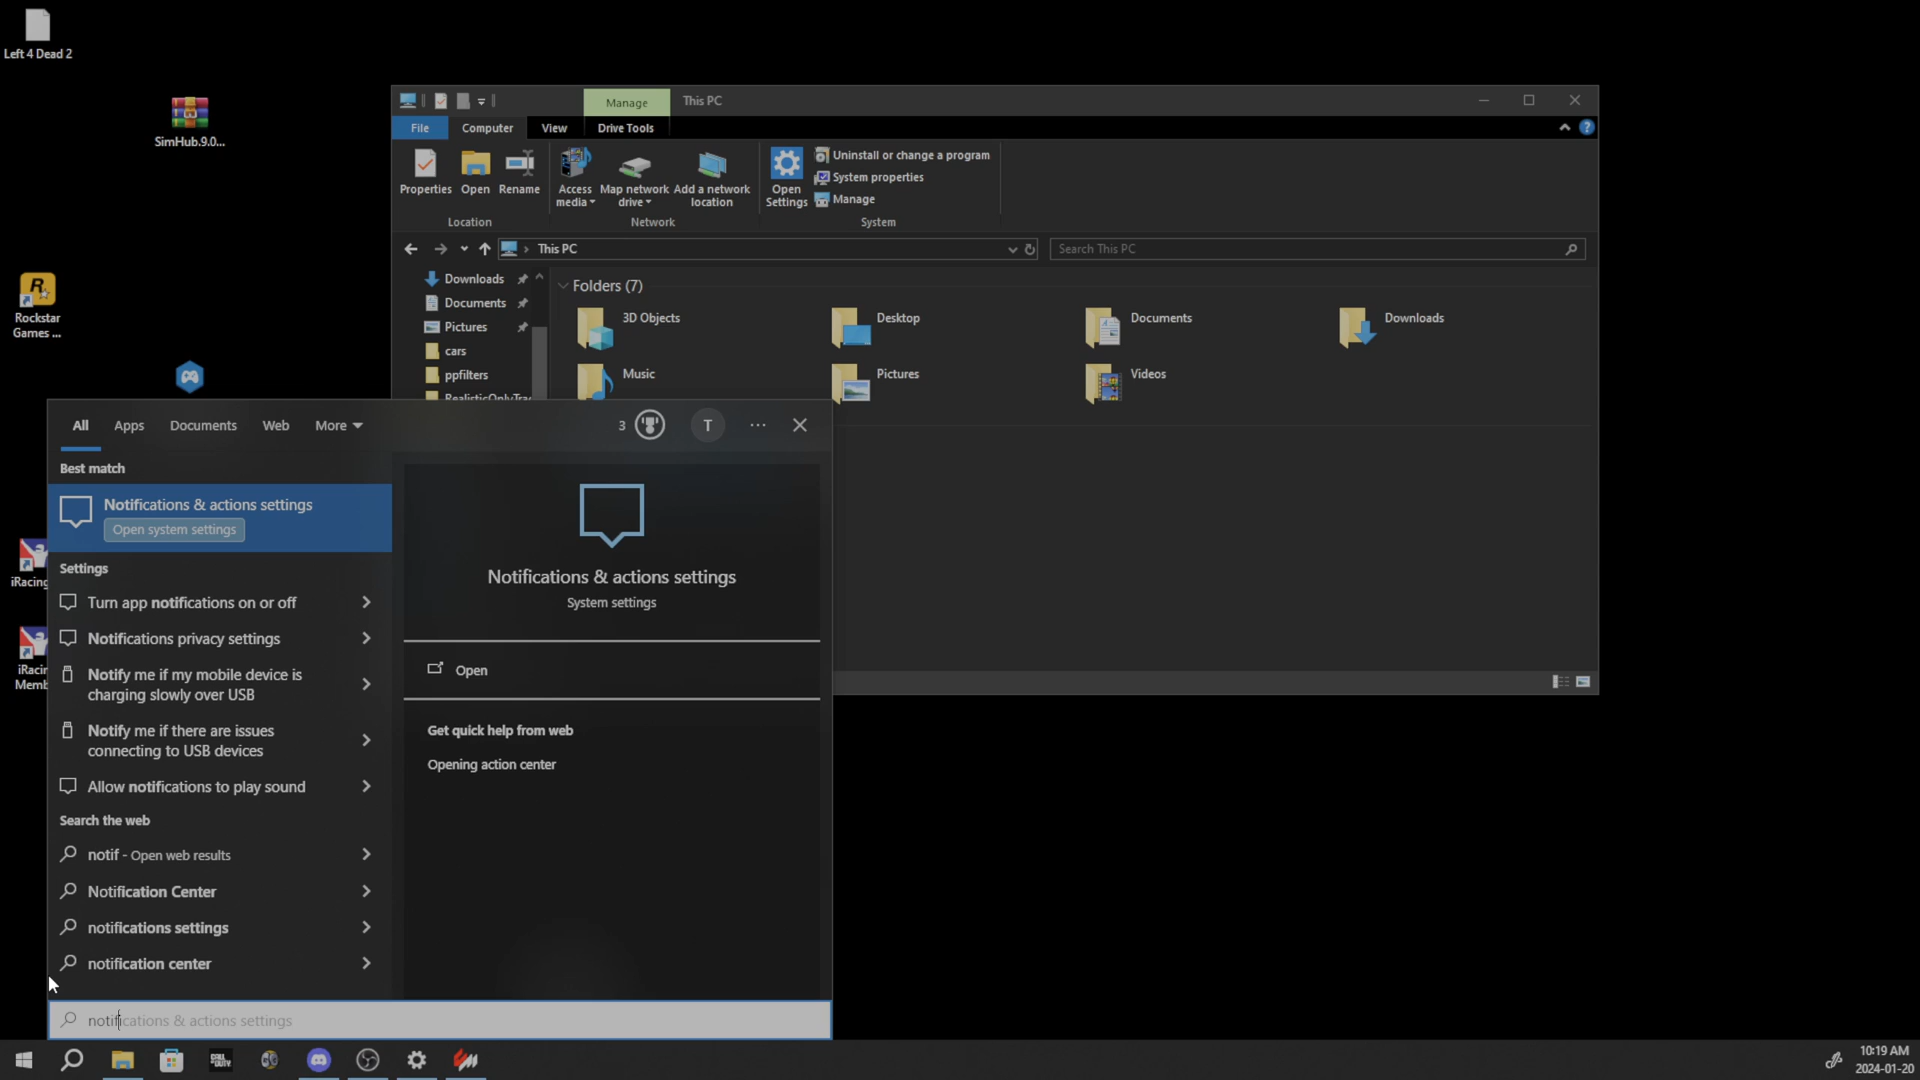 Left 4 Dead 2
SimHub.9.0...
Rockstar
Games ...
iRacing
iRacin
Memb
Manage
This PC
File
Computer
View
Drive Tools
Properties
Open
Rename
Access
media
Map network
drive
Add a network
location
Open
Settings
Uninstall or change a program
System properties
Manage
Location
Network
System
This PC
Search This PC
Downloads
Documents
Pictures
cars
ppfilters
RealisticOnlyTra
Folders (7)
3D Objects
Desktop
Documents
Downloads
Music
Pictures
Videos
All
Apps
Documents
Web
More
3
T
Best match
Notifications & actions settings
Open system settings
Settings
Turn app notifications on or off
Notifications privacy settings
Notify me if my mobile device is
charging slowly over USB
Notify me if there are issues
connecting to USB devices
Allow notifications to play sound
Search the web
notif - Open web results
Notification Center
notifications settings
notification center
Notifications & actions settings
System settings
Open
Get quick help from web
Opening action center
notifications & actions settings
CALL OF DUTY
10:19 AM
2024-01-20